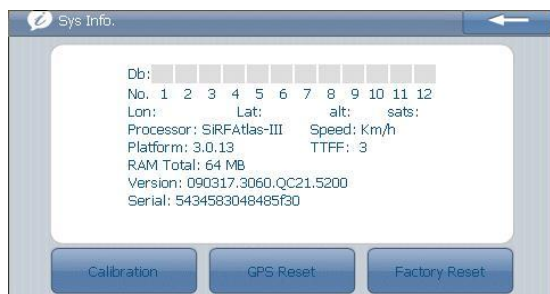 Sys Info.
Db:
No. 1 2 3 4 5 6 7 8 9 10 11 12
Lon: Lat: alt: sats:
Processor: SiRFAtlas-III Speed: Km/h
Platform: 3.0.13 TTFF: 3
RAM Total: 64 MB
Version: 090317.3060.QC21.5200
Serial: 5434583048485f30
Calibration GPS Reset Factory Reset